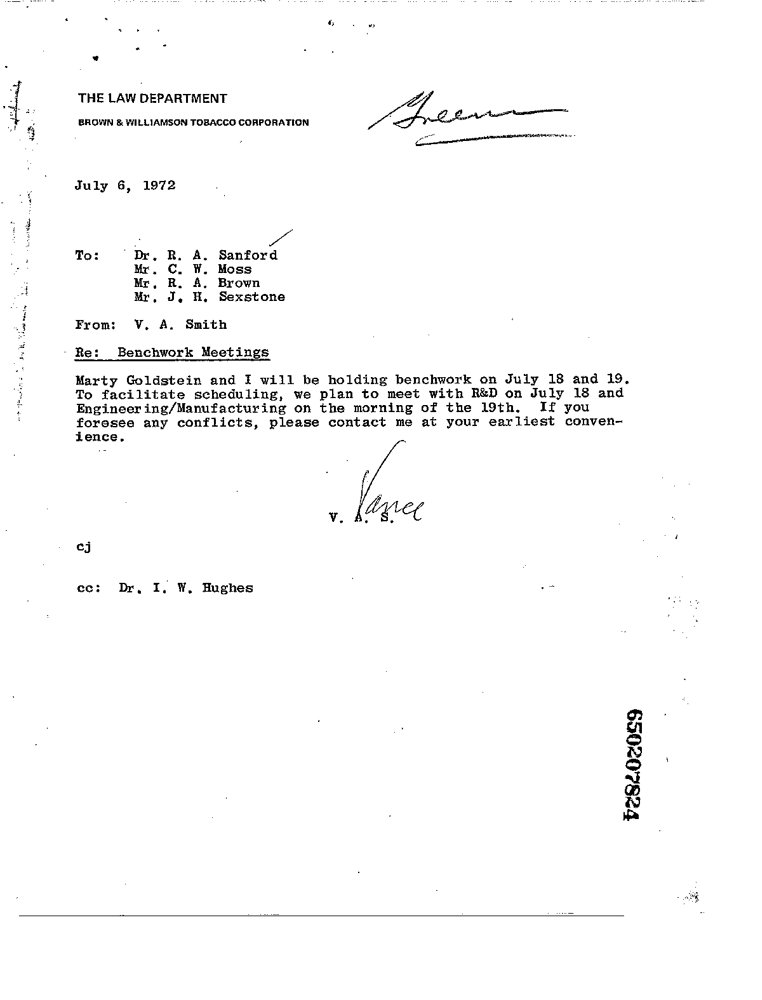 THE LAW DEPARTMENT
BROWN & WILLIAMSON TOBACCO CORPORATION
July 6, 1972
To: Dr. R. A. Sanford
Mr. C. W. Moss
Mr. R. A. Brown
Mr. J. H. Sexstone
From: V. A. Smith
Re: Benchwork Meetings
Marty Goldstein and I will be holding benchwork on July 18 and 19.
To facilitate scheduling, we plan to meet with R&D on July 18 and
Engineering/Manufacturing on the morning of the 19th. If you
foresee any conflicts, please contact me at your earliest conven-
ience.
Vance
V. A. S.
cj
cc: Dr. I. W. Hughes
650207824